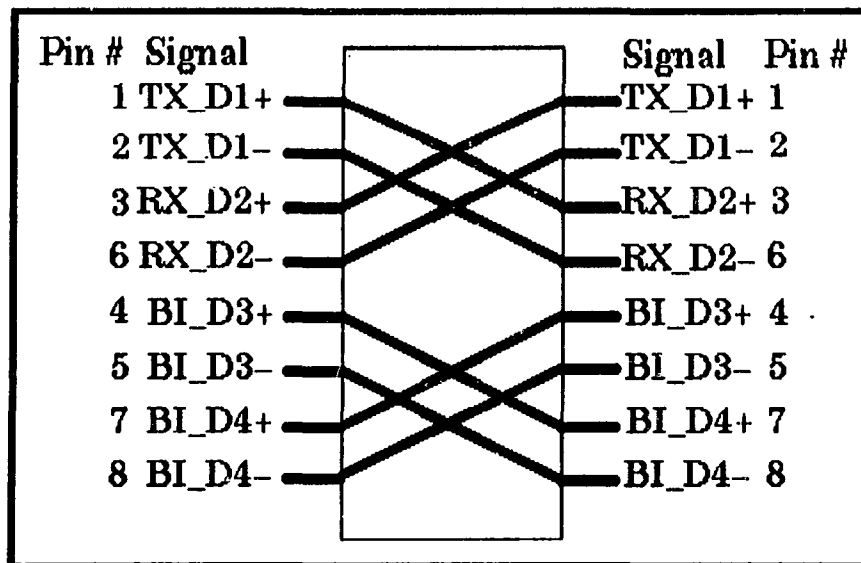 Pin # Signal Signal Pin #
1 TX_D1+ TX_D1+ 1
2 TX_D1- TX_D1- 2
3 RX_D2+ RX_D2+ 3
6 RX_D2- RX_D2- 6
4 BI_D3+ BI_D3+ 4
5 BI_D3- BI_D3- 5
7 BI_D4+ BI_D4+ 7
8 BI_D4- BI_D4- 8